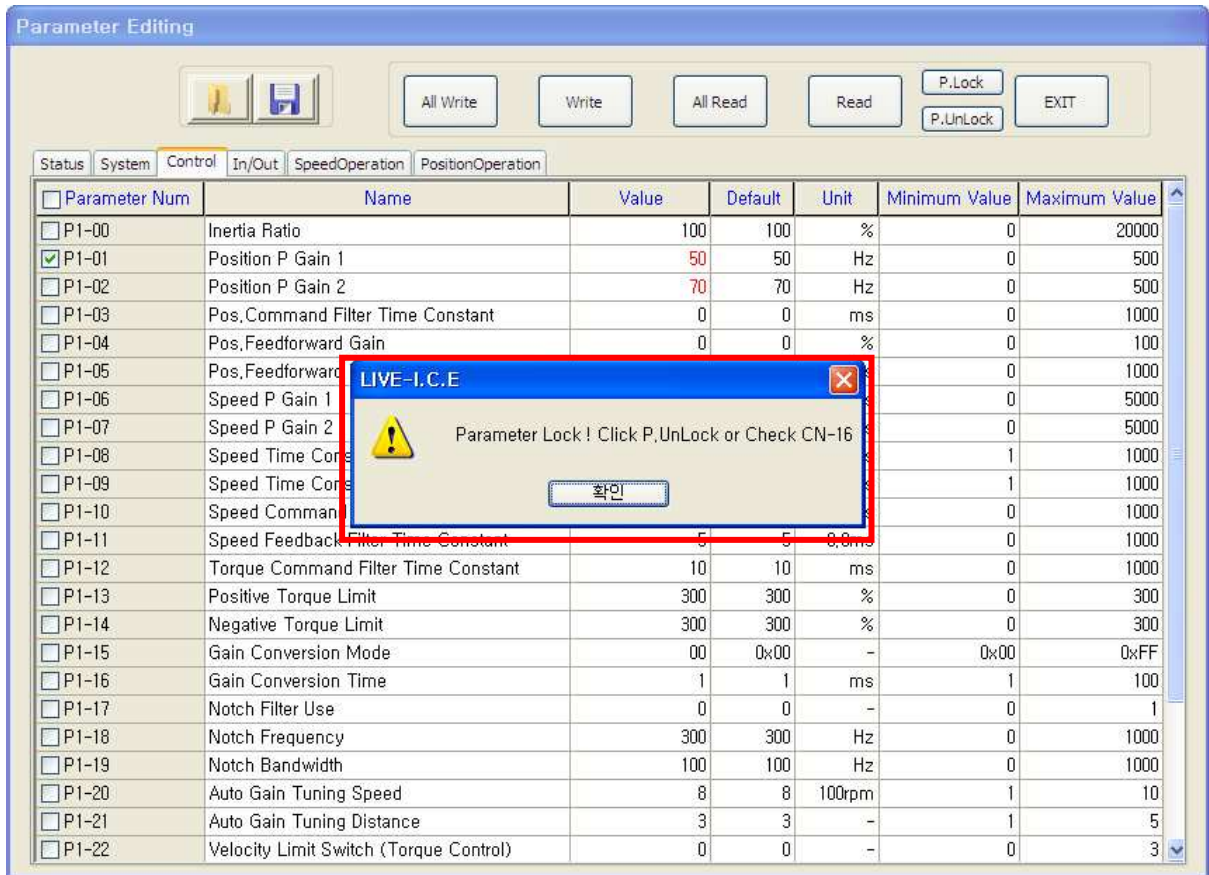 Parameter Editing
All Write Write All Read Read P.Lock P.UnLock EXIT
Status System Control In/Out SpeedOperation PositionOperation
Parameter Num Name Value Default Unit Minimum Value Maximum Value
P1-00 Inertia Ratio 100 100 % 0 20000
P1-01 Position P Gain 1 50 50 Hz 0 500
P1-02 Position P Gain 2 70 70 Hz 0 500
P1-03 Pos,Command Filter Time Constant 0 0 ms 0 1000
P1-04 Pos,Feedforward Gain 0 0 % 0 100
P1-05 Pos,Feedforward 0 1000
P1-06 Speed P Gain 1 0 5000
P1-07 Speed P Gain 2 0 5000
P1-08 Speed Time 1 1000
P1-09 Speed Time 1 1000
P1-10 Speed Command 0 1000
LIVE-I.C.E
Parameter Lock ! Click P,UnLock or Check CN-16
확인
P1-11 Speed Feedback Filter Time Constant 5 5 0 1000
P1-12 Torque Command Filter Time Constant 10 10 ms 0 1000
P1-13 Positive Torque Limit 300 300 % 0 300
P1-14 Negative Torque Limit 300 300 % 0 300
P1-15 Gain Conversion Mode 00 0x00 - 0x00 0xFF
P1-16 Gain Conversion Time 1 1 ms 1 100
P1-17 Notch Filter Use 0 0 - 0 1
P1-18 Notch Frequency 300 300 Hz 0 1000
P1-19 Notch Bandwidth 100 100 Hz 0 1000
P1-20 Auto Gain Tuning Speed 8 8 100rpm 1 10
P1-21 Auto Gain Tuning Distance 3 3 - 1 5
P1-22 Velocity Limit Switch (Torque Control) 0 0 - 0 3